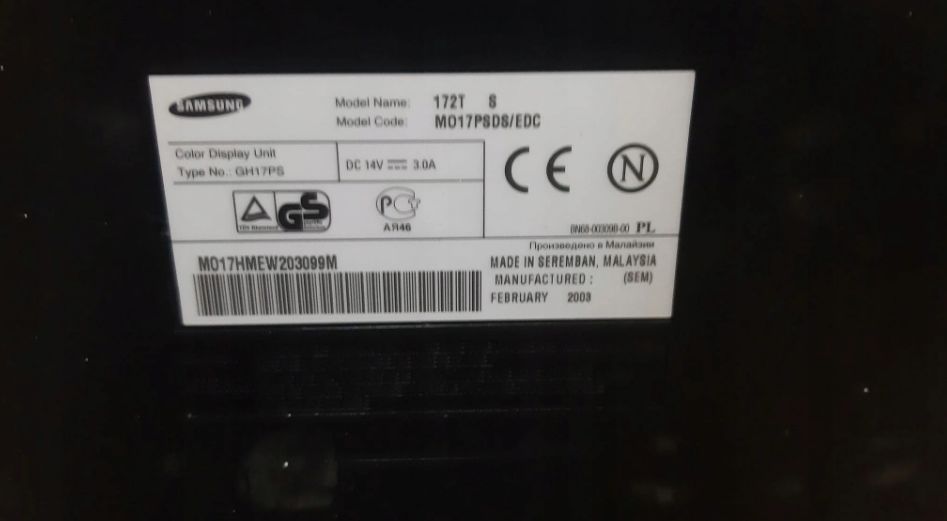 SAMSUNG
Model Name: 172T S
Model Code: MO17PSDS/EDC
Color Display Unit
Type No.: GH17PS
DC 14V 3.0A
CE N
GS
PC
АЯ46
BN68-00309B-00 PL
Произведено в Малайзии
MO17HMEW203099M
MADE IN SEREMBAN, MALAYSIA
MANUFACTURED : (SEM)
FEBRUARY 2003